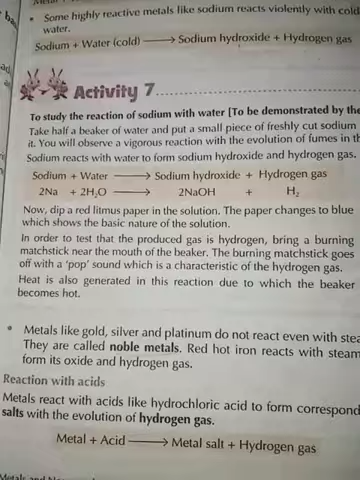 • Some highly reactive metals like sodium reacts violently with cold
water.
Sodium + Water (cold) ⟶ Sodium hydroxide + Hydrogen gas
Activity 7
To study the reaction of sodium with water [To be demonstrated by the
Take half a beaker of water and put a small piece of freshly cut sodium
it. You will observe a vigorous reaction with the evolution of fumes in th
Sodium reacts with water to form sodium hydroxide and hydrogen gas.
Sodium + Water ⟶ Sodium hydroxide + Hydrogen gas
2Na + 2H₂O ⟶ 2NaOH + H₂
Now, dip a red litmus paper in the solution. The paper changes to blue
which shows the basic nature of the solution.
In order to test that the produced gas is hydrogen, bring a burning
matchstick near the mouth of the beaker. The burning matchstick goes
off with a ‘pop’ sound which is a characteristic of the hydrogen gas.
Heat is also generated in this reaction due to which the beaker
becomes hot.
* Metals like gold, silver and platinum do not react even with stea
They are called noble metals. Red hot iron reacts with steam
form its oxide and hydrogen gas.
Reaction with acids
Metals react with acids like hydrochloric acid to form correspond
salts with the evolution of hydrogen gas.
Metal + Acid ⟶ Metal salt + Hydrogen gas